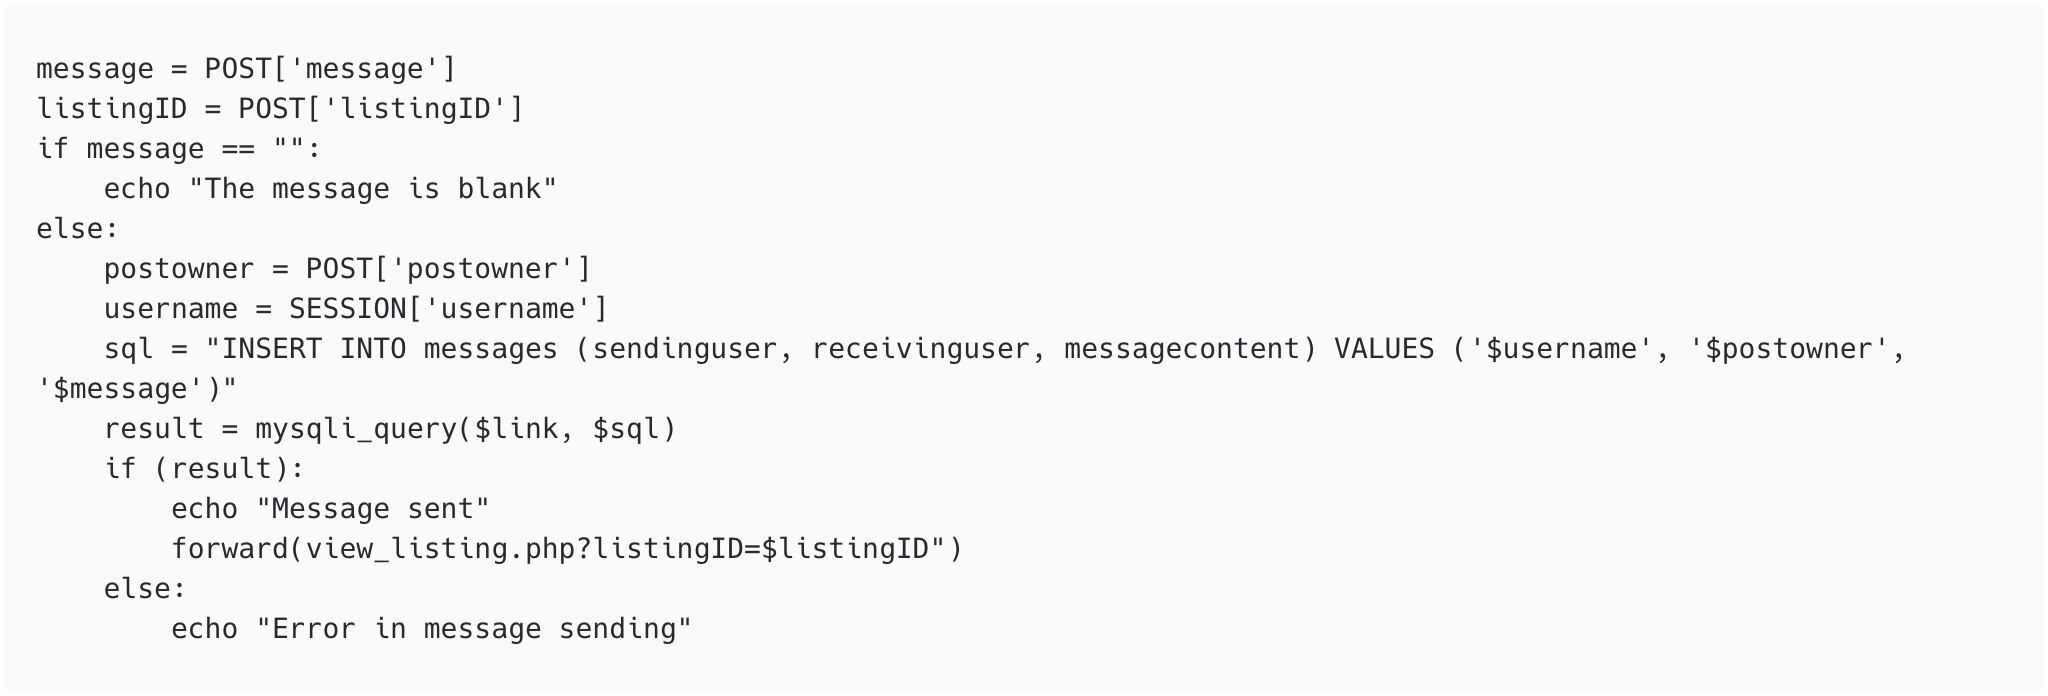 message = POST['message']
listingID = POST['listingID']
if message == "":
    echo "The message is blank"
else:
    postowner = POST['postowner']
    username = SESSION['username']
    sql = "INSERT INTO messages (sendinguser, receivinguser, messagecontent) VALUES ('$username', '$postowner',
'$message')"
    result = mysqli_query($link, $sql)
    if (result):
        echo "Message sent"
        forward(view_listing.php?listingID=$listingID")
    else:
        echo "Error in message sending"